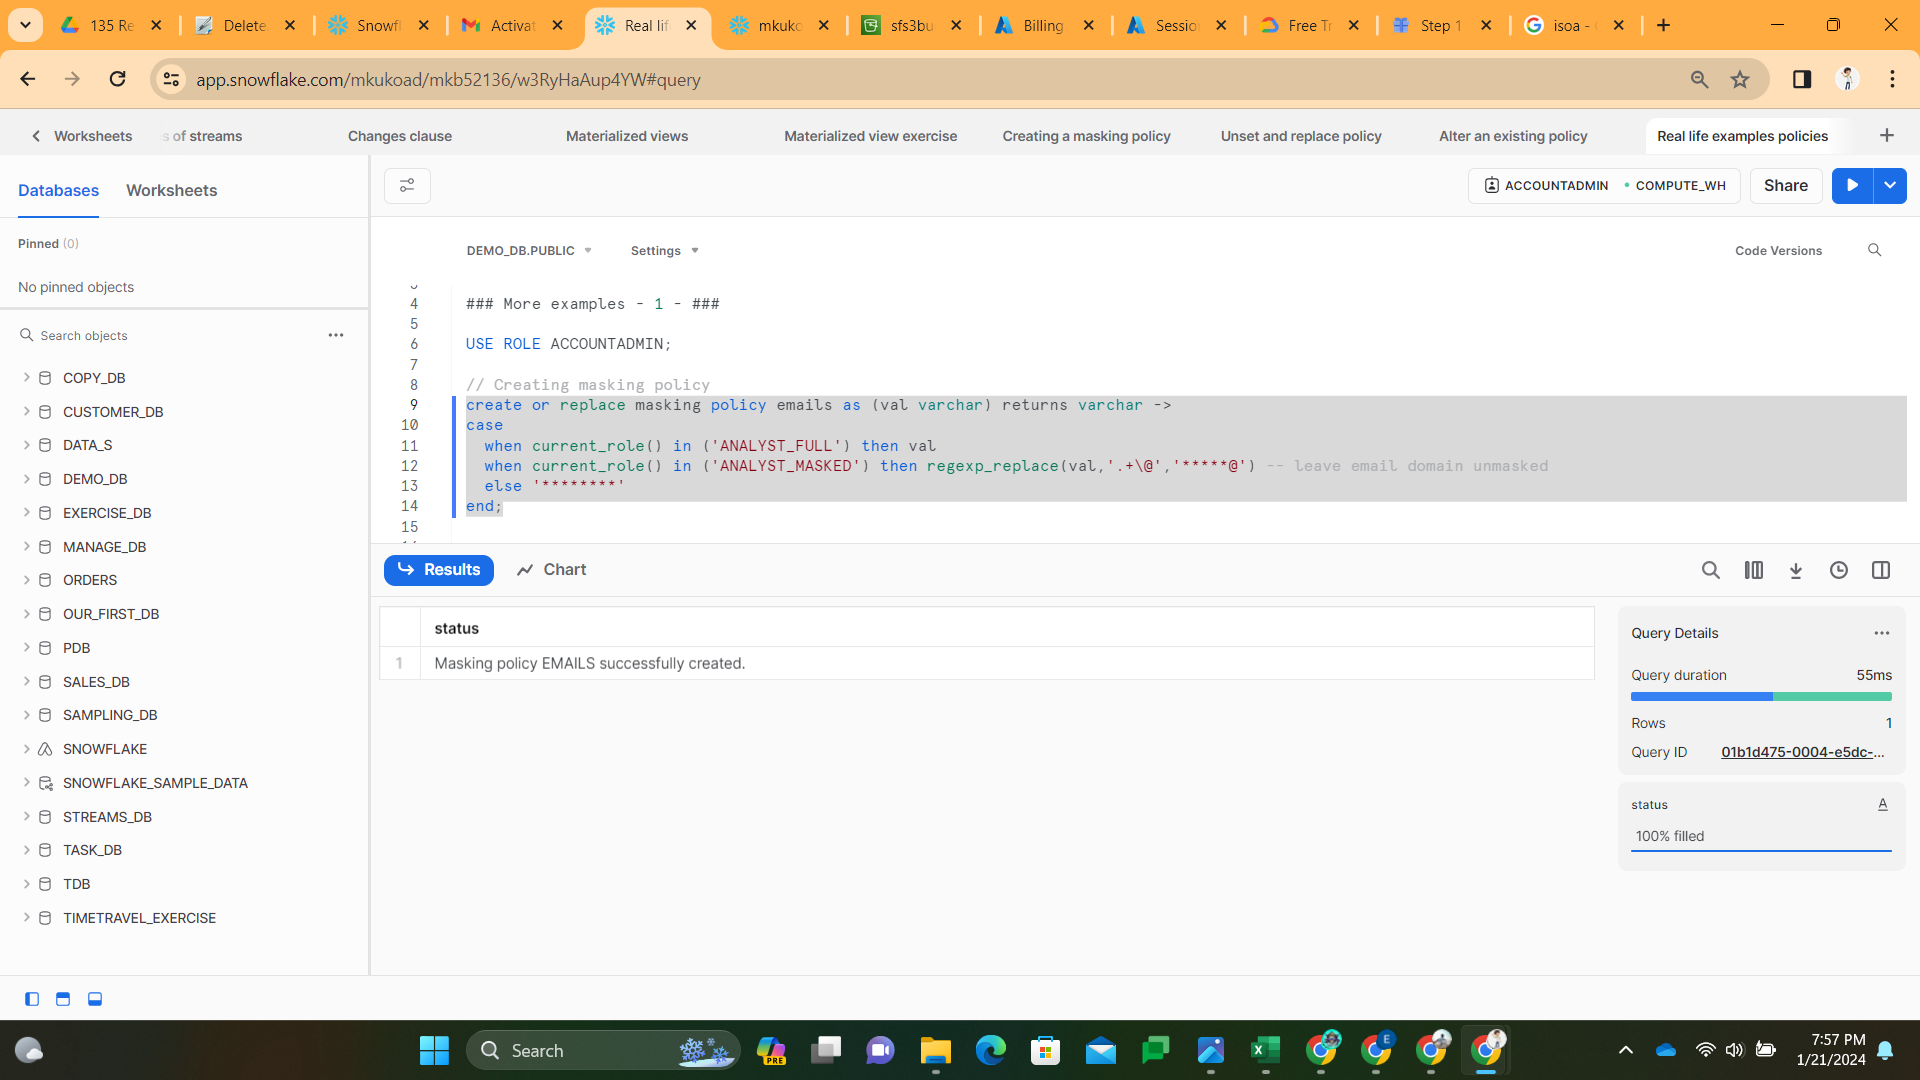 135 Re
Delete
Snowfl
Activat
Real lif
mkuko
sfs3bu
Billing
Sessio
Free Tr
Step 1
isoa -
app.snowflake.com/mkukoad/mkb52136/w3RyHaAup4YW#query
Worksheets
s of streams
Changes clause
Materialized views
Materialized view exercise
Creating a masking policy
Unset and replace policy
Alter an existing policy
Real life examples policies
Databases
Worksheets
ACCOUNTADMIN
COMPUTE_WH
Share
Pinned (0)
No pinned objects
DEMO_DB.PUBLIC
Settings
Code Versions
Search objects
COPY_DB
CUSTOMER_DB
DATA_S
DEMO_DB
EXERCISE_DB
MANAGE_DB
ORDERS
OUR_FIRST_DB
PDB
SALES_DB
SAMPLING_DB
SNOWFLAKE
SNOWFLAKE_SAMPLE_DATA
STREAMS_DB
TASK_DB
TDB
TIMETRAVEL_EXERCISE
4 ### More examples - 1 - ###
5
6 USE ROLE ACCOUNTADMIN;
7
8 // Creating masking policy
9 create or replace masking policy emails as (val varchar) returns varchar ->
10 case
11 when current_role() in ('ANALYST_FULL') then val
12 when current_role() in ('ANALYST_MASKED') then regexp_replace(val,'.+\@','*****@') -- leave email domain unmasked
13 else '********'
14 end;
15
Results
Chart
status
1 Masking policy EMAILS successfully created.
Query Details
Query duration 55ms
Rows 1
Query ID 01b1d475-0004-e5dc-...
status A
100% filled
Search
PRE
E
7:57 PM
1/21/2024